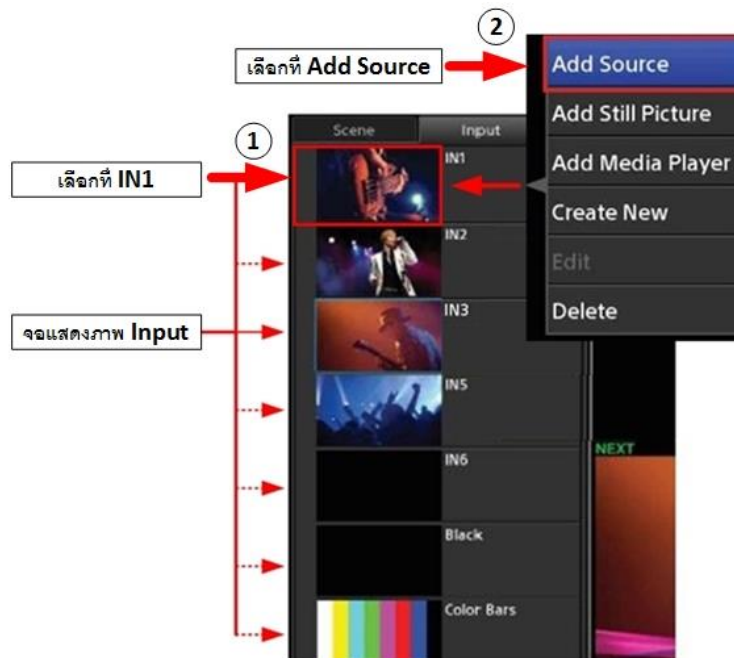 2
เลือกที่ Add Source
Add Source
Add Still Picture
Add Media Player
Create New
Edit
Delete
1
Scene
Input
เลือกที่ IN1
IN1
IN2
จอแสดงภาพ Input
IN3
IN5
IN6
NEXT
Black
Color Bars